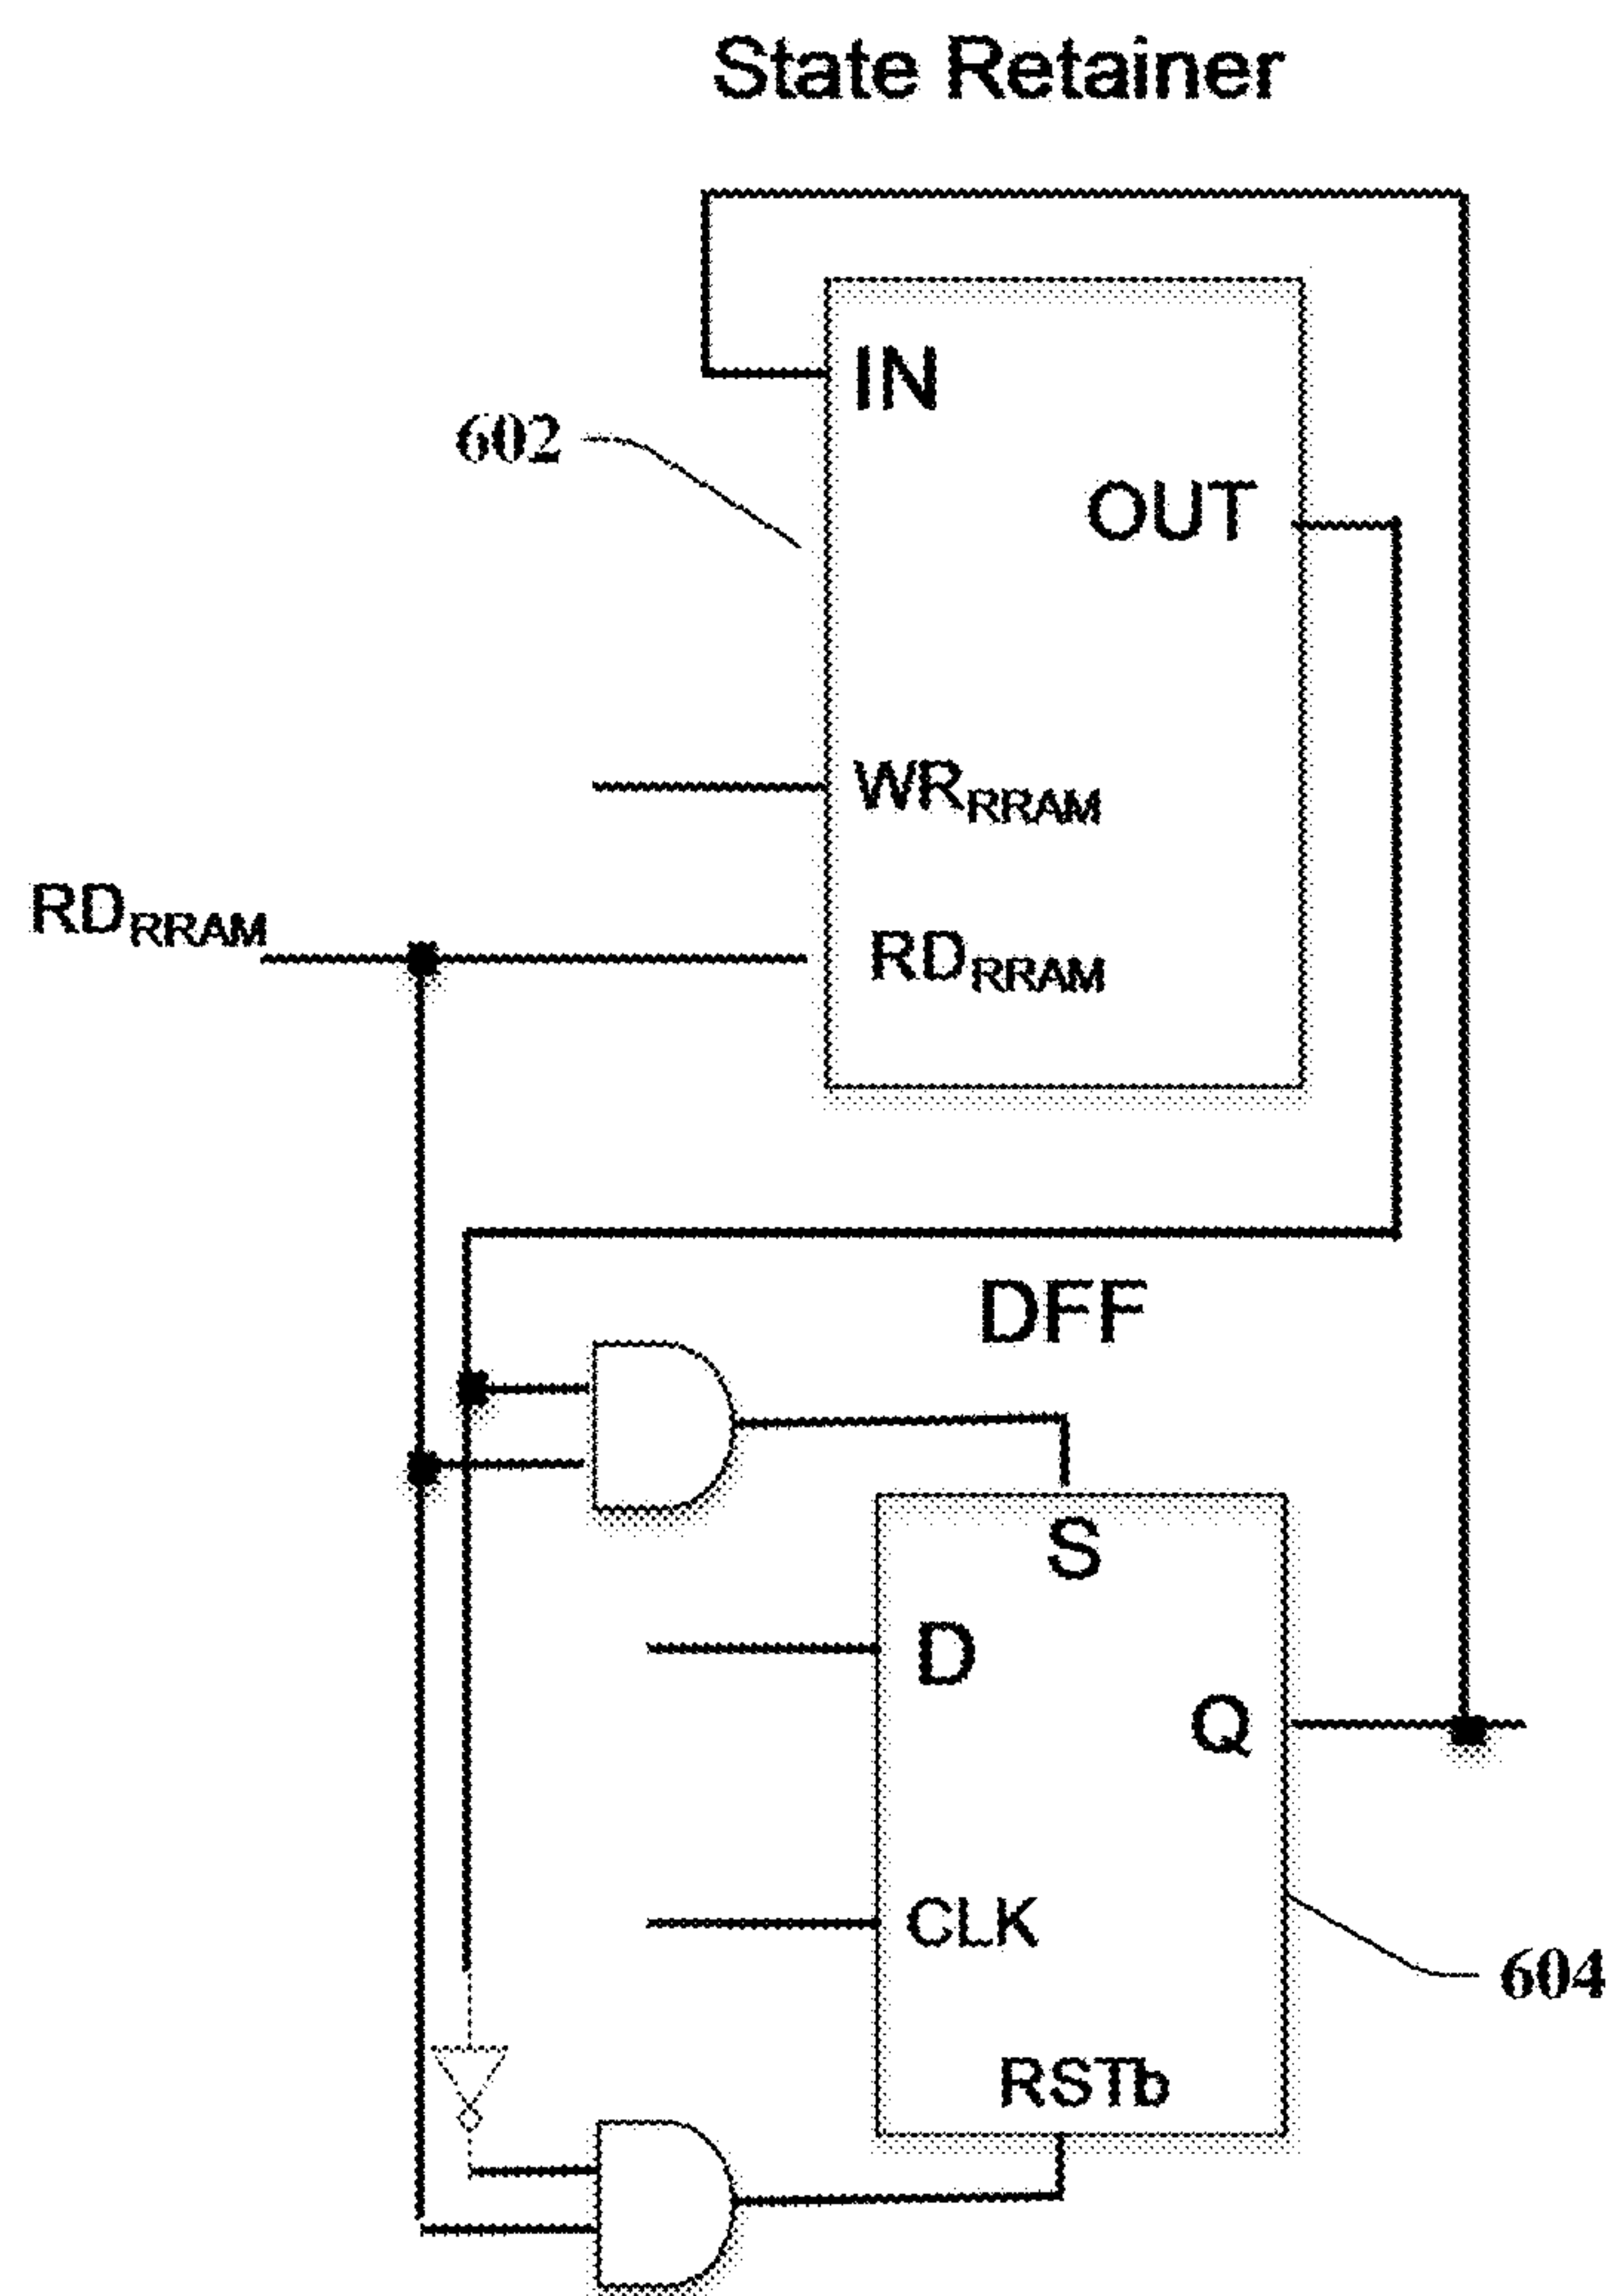 State Retainer
IN
602
OUT
WRRRAM
RDRRAM
RDRRAM
DFF
S
D
Q
CLK
604
RSTb